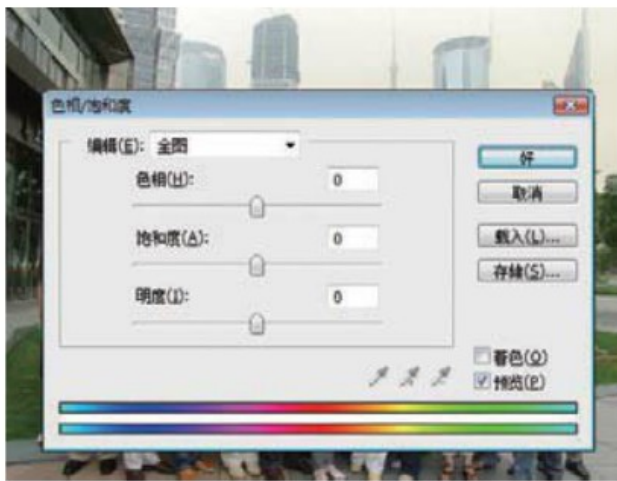 色相/饱和度
编辑(E): 全图
色相(H): 0
饱和度(A): 0
明度(I): 0
好
取消
载入(L)...
存储(S)...
着色(O)
预览(P)